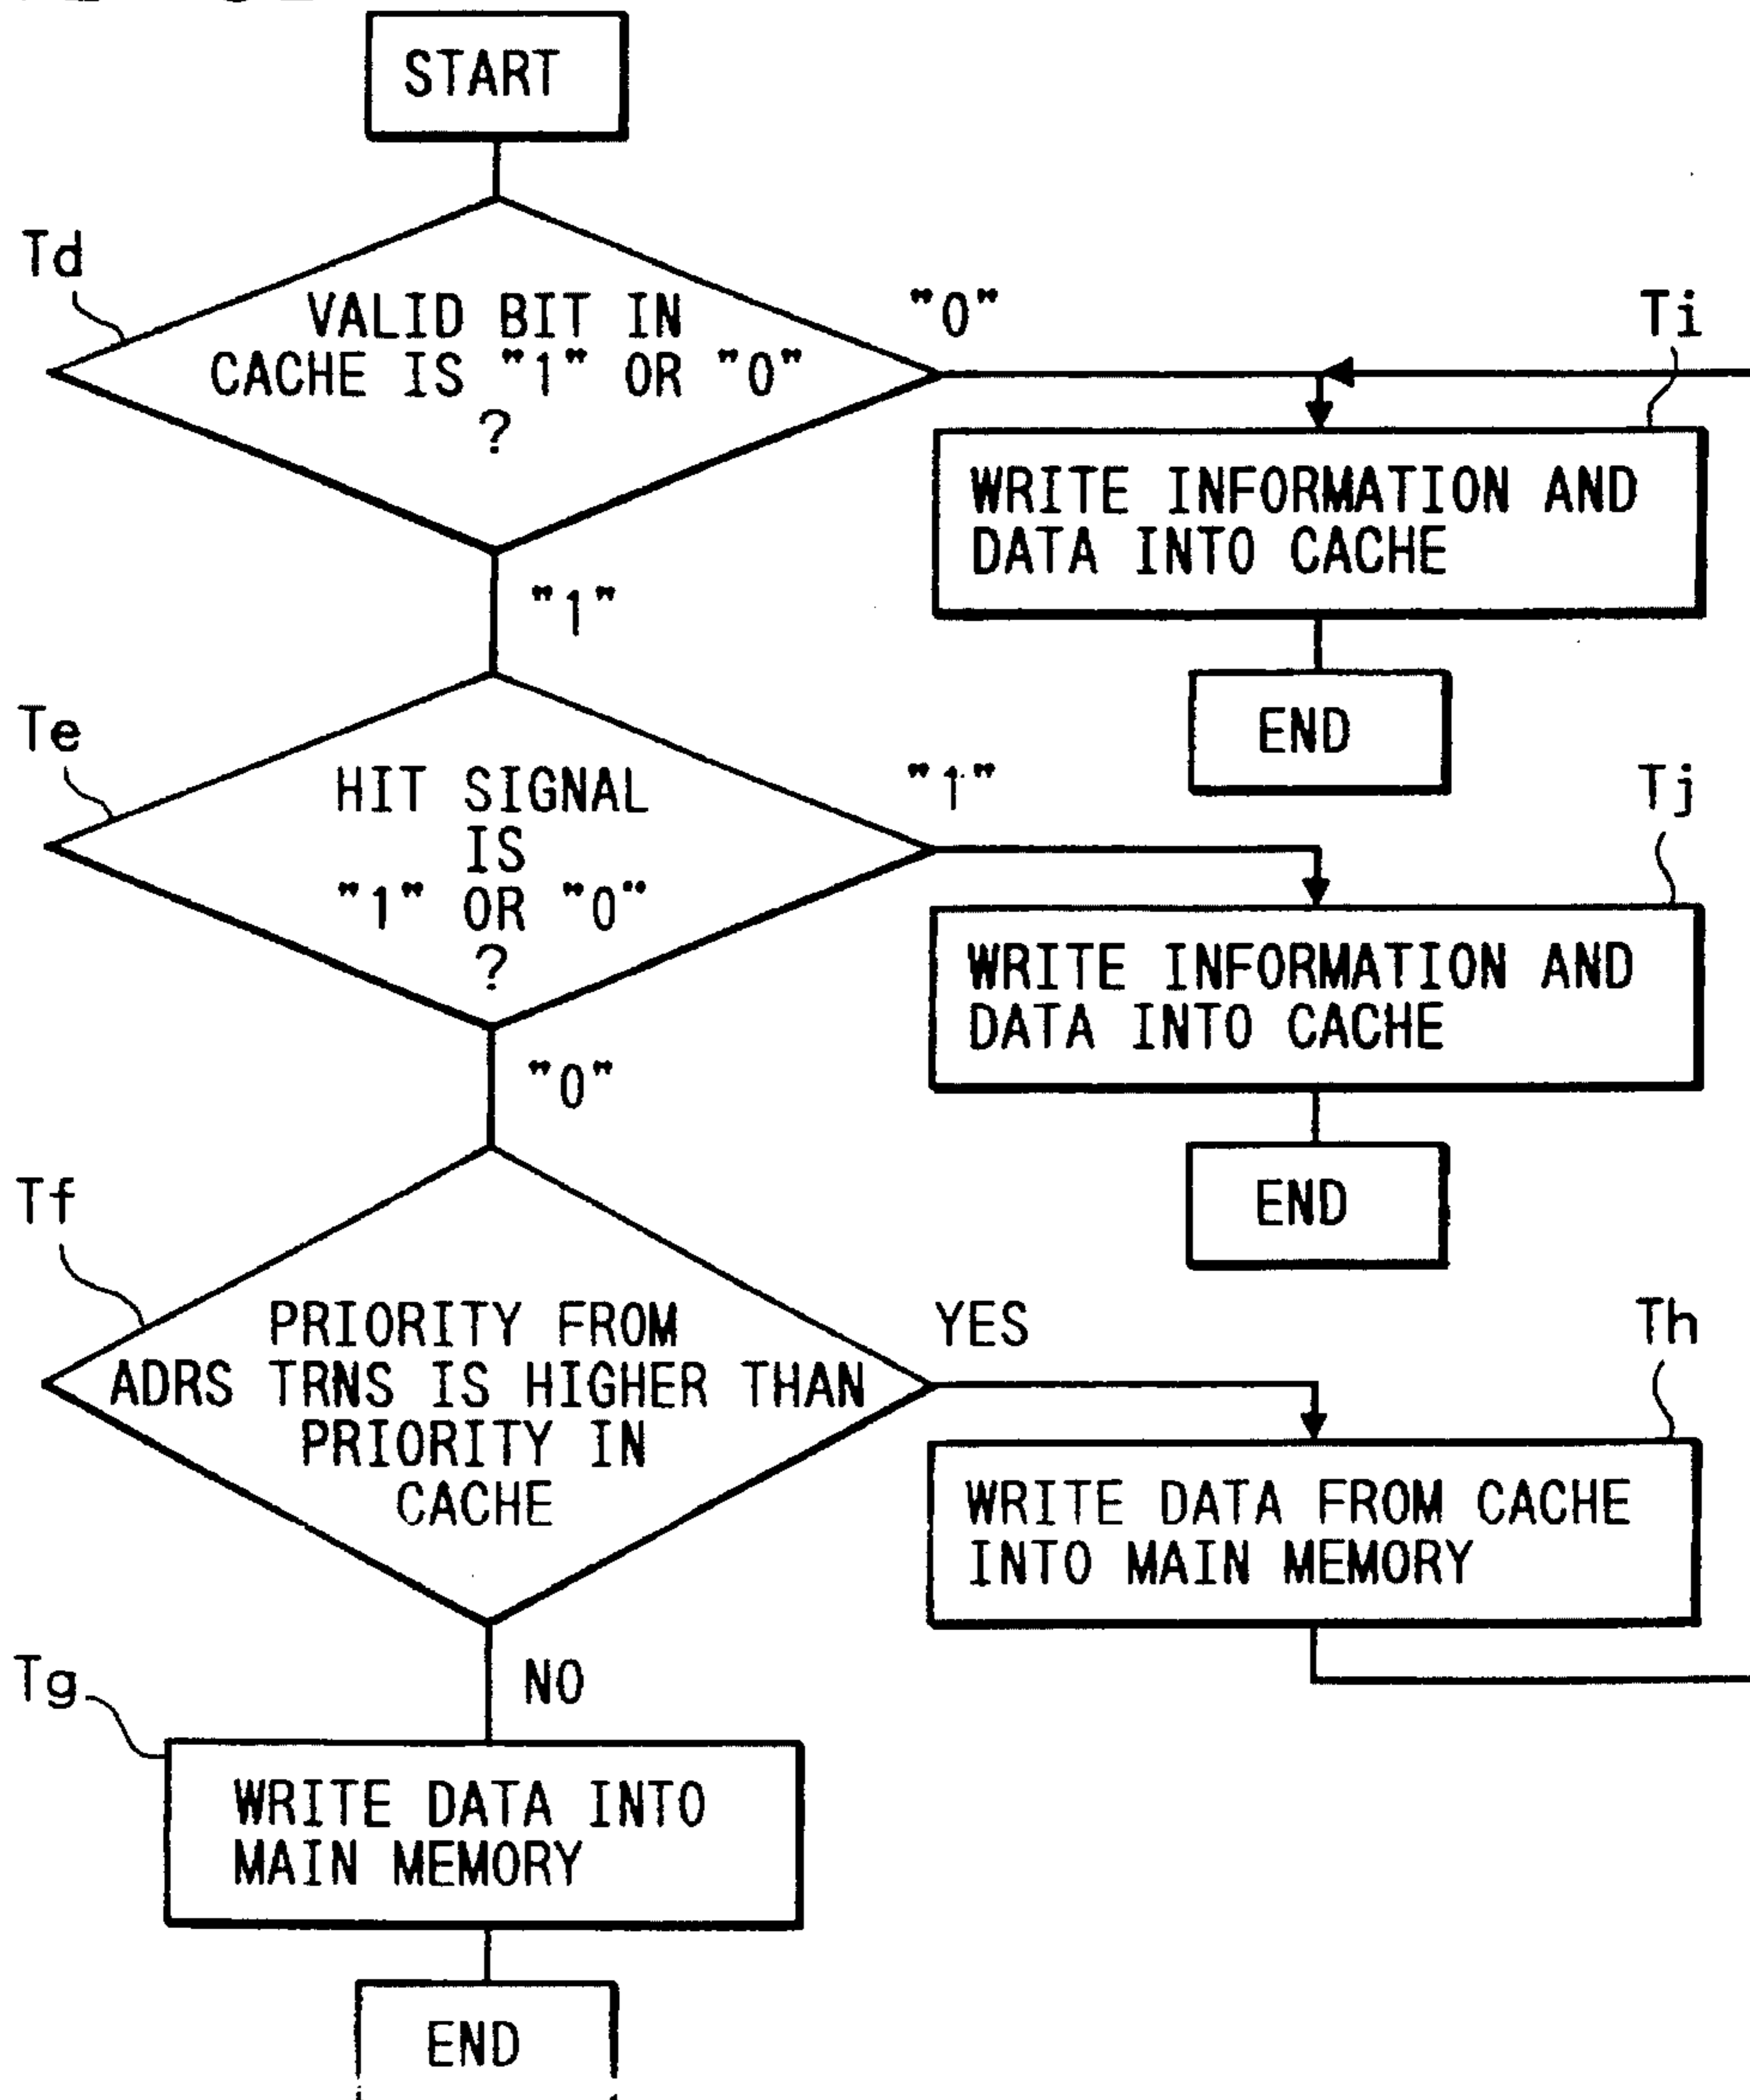 START
Td
VALID BIT IN
CACHE IS "1" OR "0"
?
"0"
Ti
WRITE INFORMATION AND
DATA INTO CACHE
"1"
END
Te
HIT SIGNAL
IS
"1" OR "0"
?
"1"
Tj
WRITE INFORMATION AND
DATA INTO CACHE
"0"
END
Tf
PRIORITY FROM
ADRS TRNS IS HIGHER THAN
PRIORITY IN
CACHE
YES
Th
WRITE DATA FROM CACHE
INTO MAIN MEMORY
NO
Tg
WRITE DATA INTO
MAIN MEMORY
END